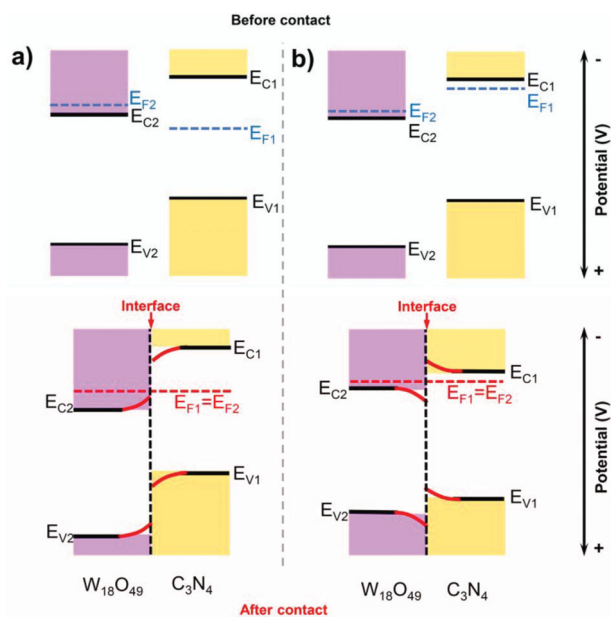 Before contact
a)
b)
-
E_C1
E_F2
E_C2
E_F1
E_V1
E_V2
E_C1
E_F1
E_F2
E_C2
E_V1
E_V2
Potential (V)
+
Interface
Interface
-
E_C1
E_C2
E_F1=E_F2
E_V1
E_V2
E_C1
E_C2
E_F1=E_F2
E_V1
E_V2
Potential (V)
+
W18O49
C3N4
W18O49
C3N4
After contact